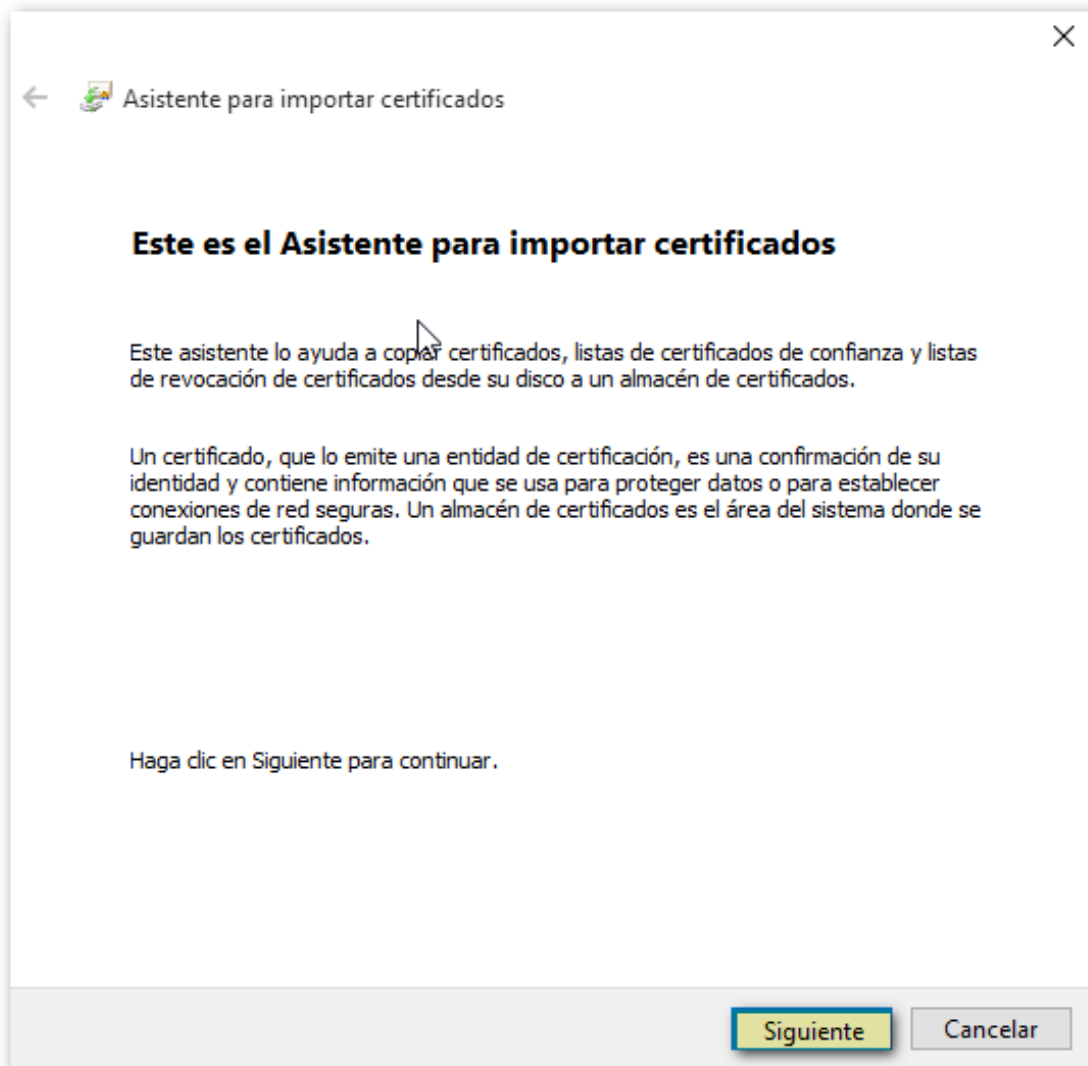 Asistente para importar certificados
Este es el Asistente para importar certificados
Este asistente lo ayuda a copiar certificados, listas de certificados de confianza y listas
de revocación de certificados desde su disco a un almacén de certificados.
Un certificado, que lo emite una entidad de certificación, es una confirmación de su
identidad y contiene información que se usa para proteger datos o para establecer
conexiones de red seguras. Un almacén de certificados es el área del sistema donde se
guardan los certificados.
Haga clic en Siguiente para continuar.
Siguiente
Cancelar